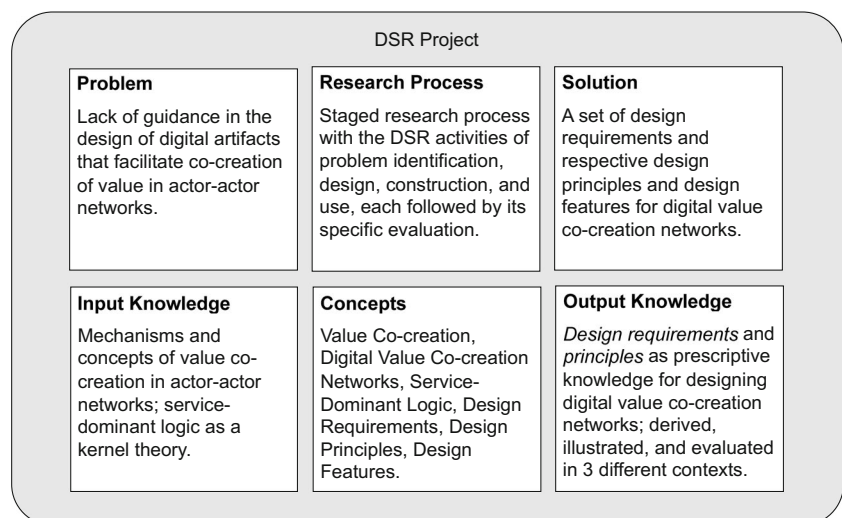 DSR Project
Problem
Lack of guidance in the
design of digital artifacts
that facilitate co-creation
of value in actor-actor
networks.
Research Process
Staged research process
with the DSR activities of
problem identification,
design, construction, and
use, each followed by its
specific evaluation.
Solution
A set of design
requirements and
respective design
principles and design
features for digital value
co-creation networks.
Input Knowledge
Mechanisms and
concepts of value co-
creation in actor-actor
networks; service-
dominant logic as a
kernel theory.
Concepts
Value Co-creation,
Digital Value Co-creation
Networks, Service-
Dominant Logic, Design
Requirements, Design
Principles, Design
Features.
Output Knowledge
Design requirements and
principles as prescriptive
knowledge for designing
digital value co-creation
networks; derived,
illustrated, and evaluated
in 3 different contexts.